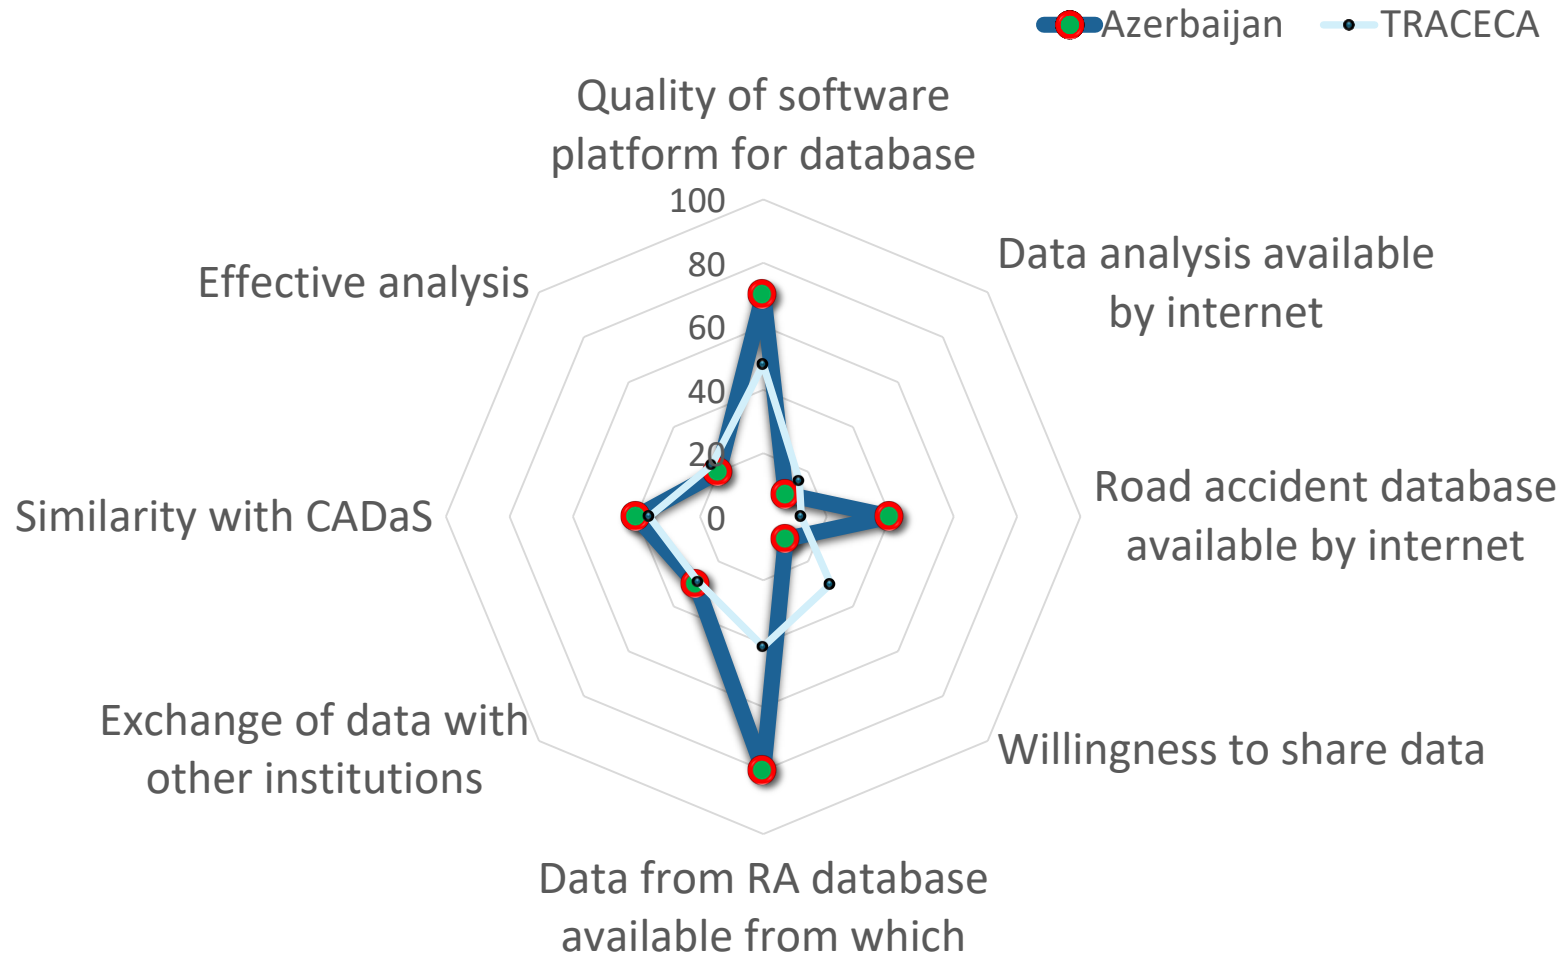 Azerbaijan
TRACECA
Quality of software
platform for database
100
80
60
40
20
0
Data analysis available
by internet
Road accident database
available by internet
Willingness to share data
Data from RA database
available from which
Exchange of data with
other institutions
Similarity with CADaS
Effective analysis